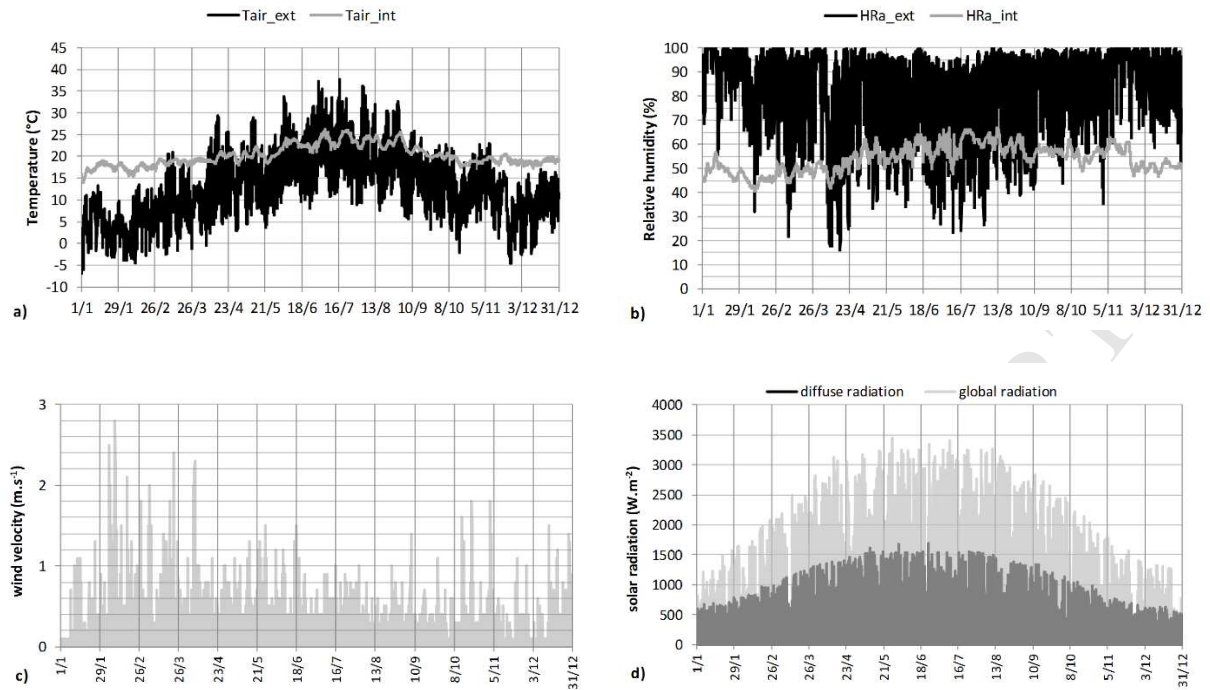 Tair_ext Tair_int
Temperature (°C)
45
40
35
30
25
20
15
10
5
0
-5
-10
1/1 29/1 26/2 26/3 23/4 21/5 18/6 16/7 13/8 10/9 8/10 5/11 3/12 31/12
a)
HRa_ext HRa_int
Relative humidity (%)
100
90
80
70
60
50
40
30
20
10
0
1/1 29/1 26/2 26/3 23/4 21/5 18/6 16/7 13/8 10/9 8/10 5/11 3/12 31/12
b)
wind velocity (m.s-1)
3
2
1
0
1/1 29/1 26/2 26/3 23/4 21/5 18/6 16/7 13/8 10/9 8/10 5/11 3/12 31/12
c)
diffuse radiation global radiation
solar radiation (W.m-2)
4000
3500
3000
2500
2000
1500
1000
500
0
1/1 29/1 26/2 26/3 23/4 21/5 18/6 16/7 13/8 10/9 8/10 5/11 3/12 31/12
d)